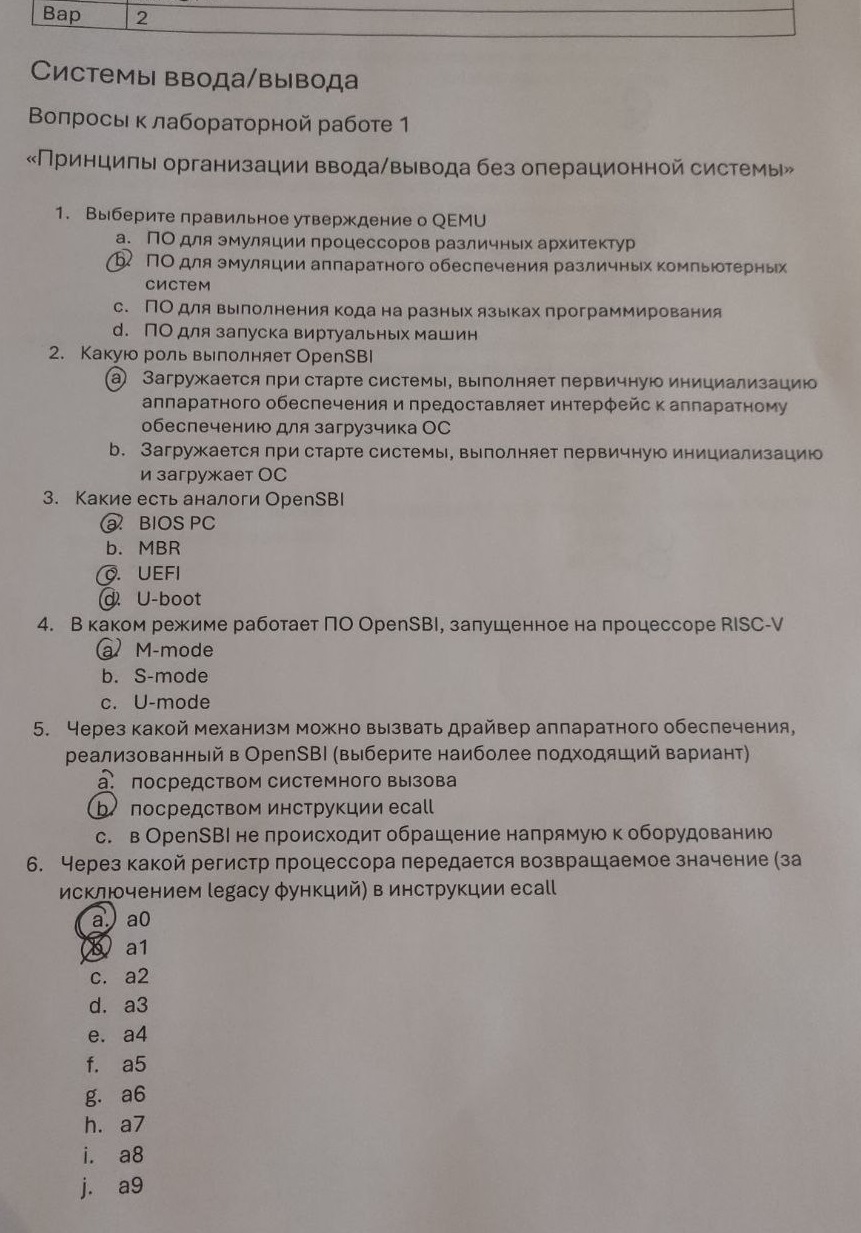 Вар 2
Системы ввода/вывода
Вопросы к лабораторной работе 1
«Принципы организации ввода/вывода без операционной системы»
1. Выберите правильное утверждение о QEMU
a. ПО для эмуляции процессоров различных архитектур
b. ПО для эмуляции аппаратного обеспечения различных компьютерных
систем
c. ПО для выполнения кода на разных языках программирования
d. ПО для запуска виртуальных машин
2. Какую роль выполняет OpenSBI
a. Загружается при старте системы, выполняет первичную инициализацию
аппаратного обеспечения и предоставляет интерфейс к аппаратному
обеспечению для загрузчика ОС
b. Загружается при старте системы, выполняет первичную инициализацию
и загружает ОС
3. Какие есть аналоги OpenSBI
a. BIOS PC
b. MBR
c. UEFI
d. U-boot
4. В каком режиме работает ПО OpenSBI, запущенное на процессоре RISC-V
a. M-mode
b. S-mode
c. U-mode
5. Через какой механизм можно вызвать драйвер аппаратного обеспечения,
реализованный в OpenSBI (выберите наиболее подходящий вариант)
a. посредством системного вызова
b. посредством инструкции ecall
c. в OpenSBI не происходит обращение напрямую к оборудованию
6. Через какой регистр процессора передается возвращаемое значение (за
исключением legacy функций) в инструкции ecall
a. a0
b. a1
c. a2
d. a3
e. a4
f. a5
g. a6
h. a7
i. a8
j. a9